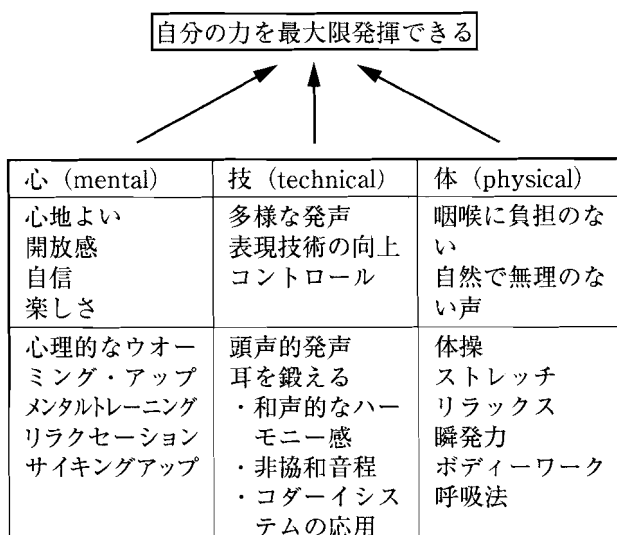 自分の力を最大限発揮できる
心（mental）
技（technical）
体（physical）
心地よい
開放感
自信
楽しさ
多様な発声
表現技術の向上
コントロール
咽喉に負担のな
い
自然で無理のな
い声
心理的なウオー
ミング・アップ
メンタルトレーニング
リラクセーション
サイキングアップ
頭声的発声
耳を鍛える
・和声的なハー
モニー感
・非協和音程
・コダーイシス
テムの応用
体操
ストレッチ
リラックス
瞬発力
ボディーワーク
呼吸法